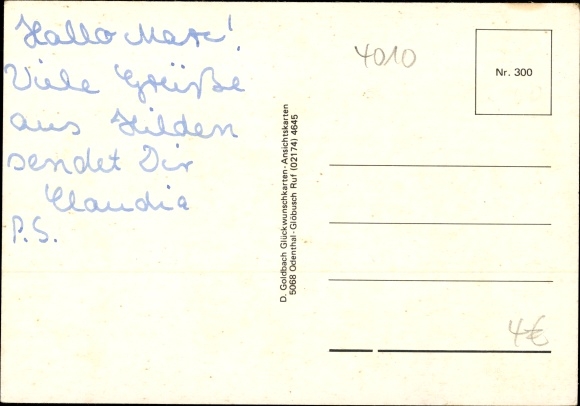 Hallo Marc!
Viele Grüße
aus Hilden
sendet Dir
Claudia
P.S.
D. Goldbach Glückwunschkarten · Ansichtskarten
5068 Odenthal-Glöbusch Ruf (02174) 4645
4010
Nr. 300
4€